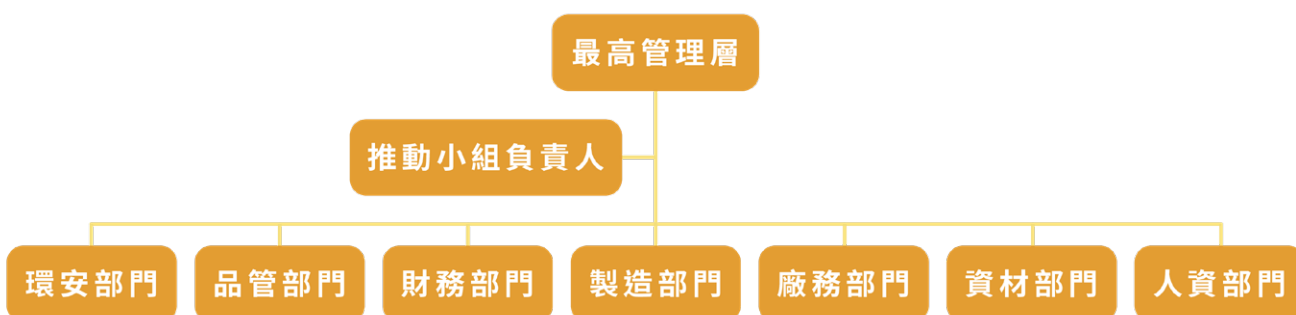 最高管理層
推動小組負責人
環安部門
品管部門
財務部門
製造部門
廠務部門
資材部門
人資部門